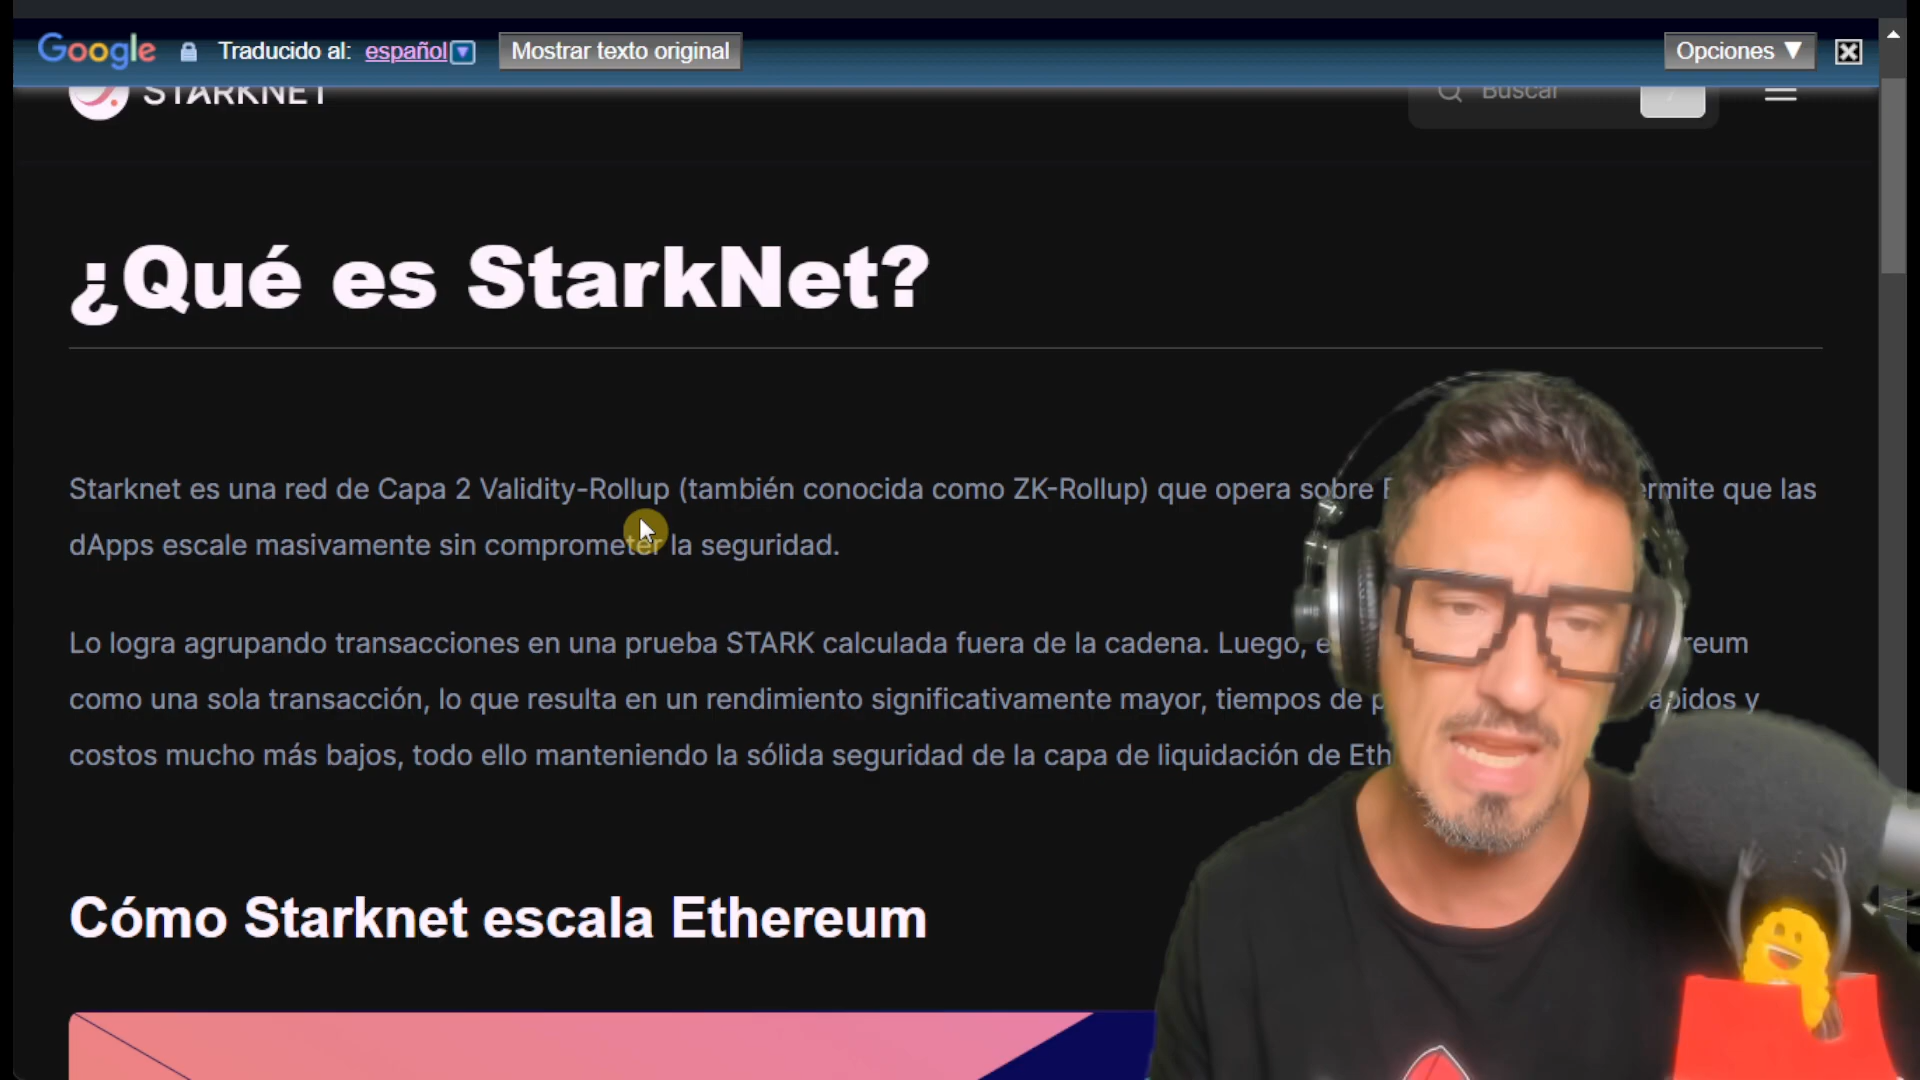 Google Traducido al: español Mostrar texto original Opciones ▼
STARKNET
Buscar /
¿Qué es StarkNet?
Starknet es una red de Capa 2 Validity-Rollup (también conocida como ZK-Rollup) que opera sobre que las
dApps escale masivamente sin comprometer la seguridad.
Lo logra agrupando transacciones en una prueba STARK calculada fuera de la cadena. Luego,
como una sola transacción, lo que resulta en un rendimiento significativamente mayor, tiempos de y
costos mucho más bajos, todo ello manteniendo la sólida seguridad de la capa de liquidación de
Cómo Starknet escala Ethereum